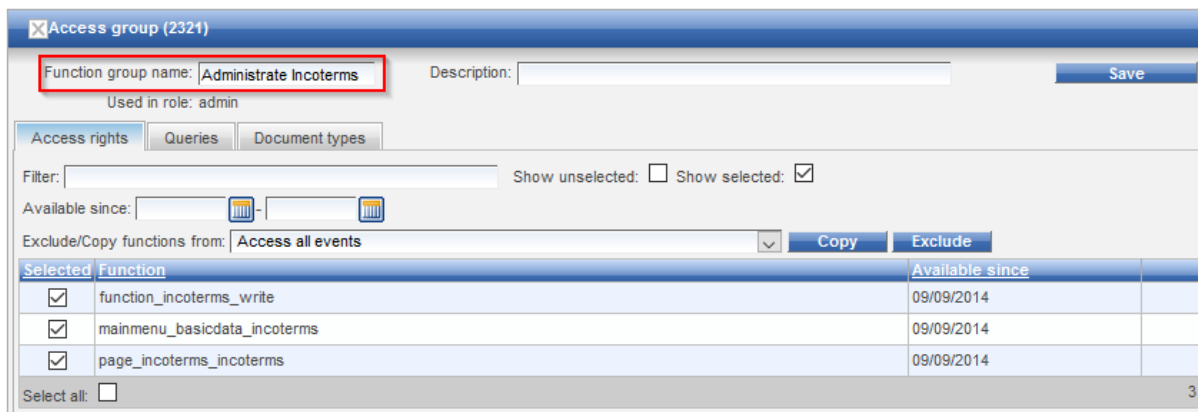 Access group (2321)
Function group name: Administrate Incoterms Description: Save
Used in role: admin
Access rights Queries Document types
Filter: Show unselected: Show selected:
Available since: -
Exclude/Copy functions from: Access all events Copy Exclude
Selected Function Available since
function_incoterms_write 09/09/2014
mainmenu_basicdata_incoterms 09/09/2014
page_incoterms_incoterms 09/09/2014
Select all: 3